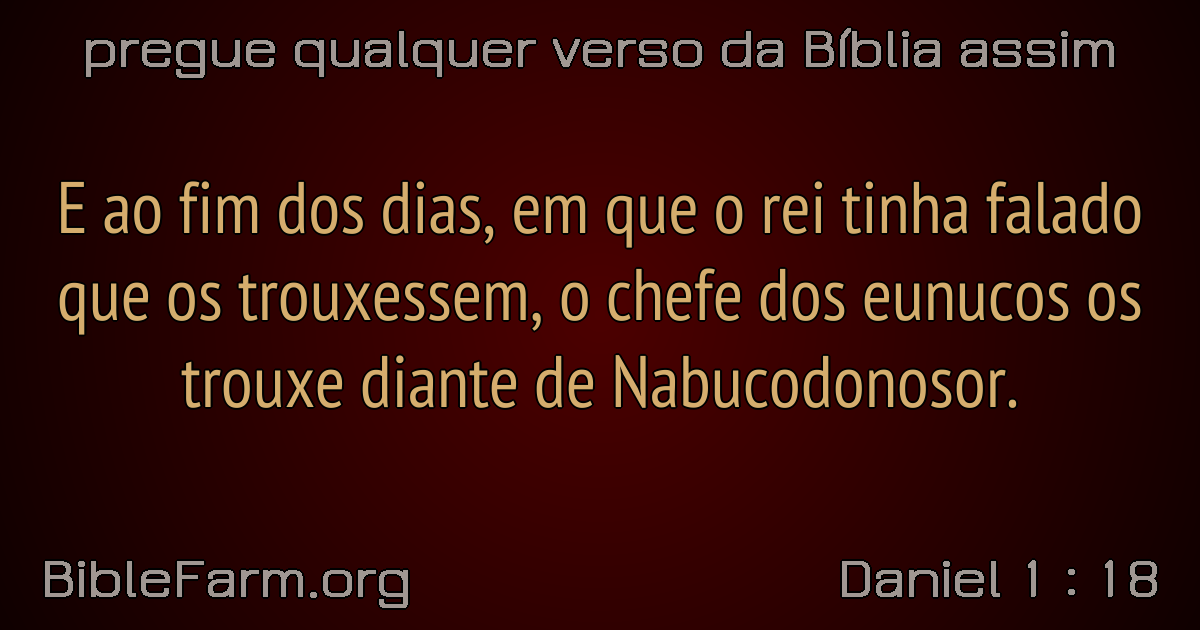 pregue qualquer verso da Bíblia assim
E ao fim dos dias, em que o rei tinha falado
que os trouxessem, o chefe dos eunucos os
trouxe diante de Nabucodonosor.
BibleFarm.org
Daniel 1 : 18